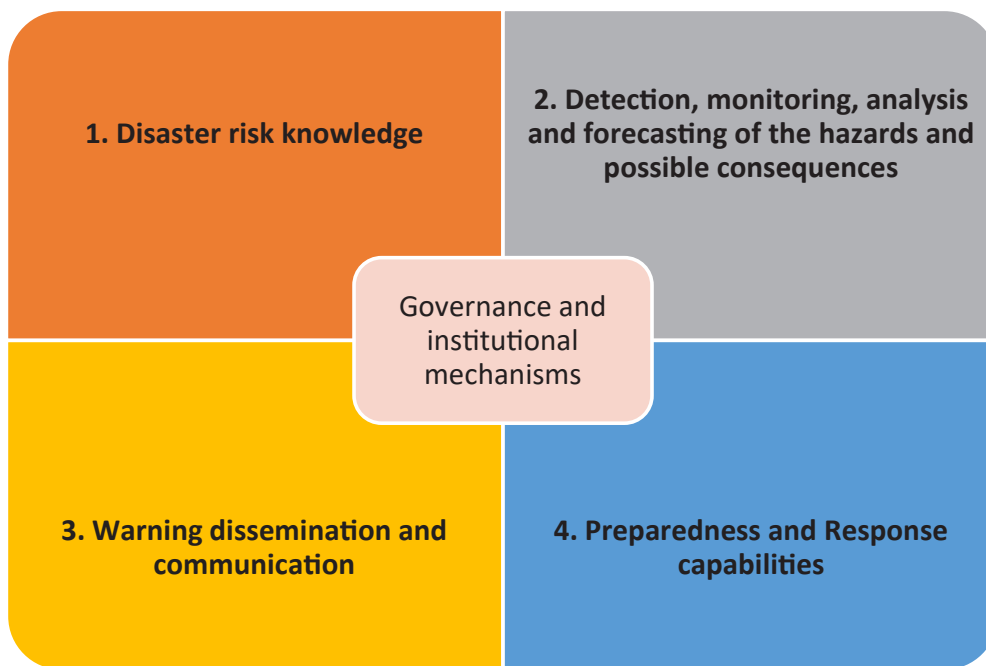 1. Disaster risk knowledge
2. Detection, monitoring, analysis
and forecasting of the hazards and
possible consequences
Governance and
institutional
mechanisms
3. Warning dissemination and
communication
4. Preparedness and Response
capabilities